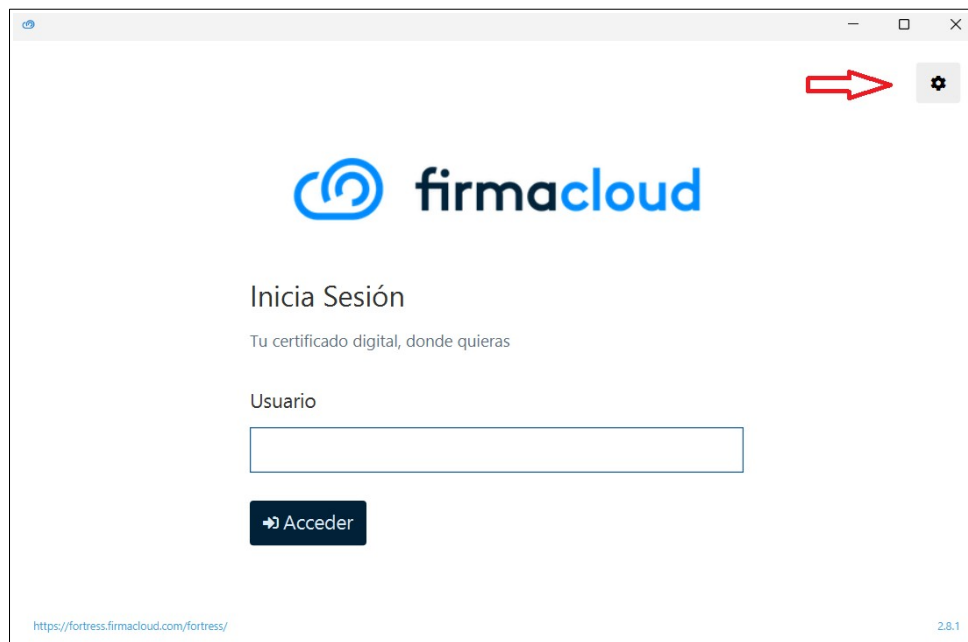 firmacloud
Inicia Sesión
Tu certificado digital, donde quieras
Usuario
Acceder
https://fortress.firmacloud.com/fortress/
2.8.1